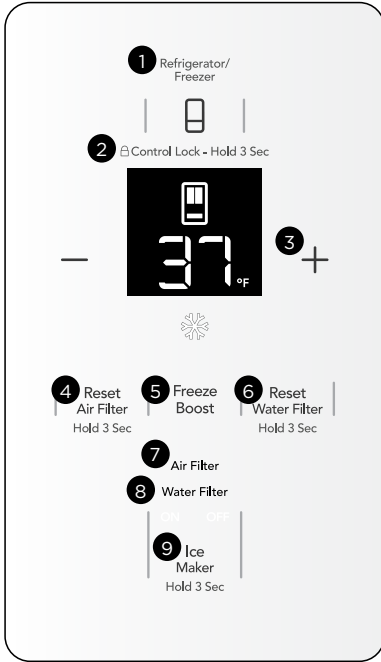 1 Refrigerator/
Freezer
2 Control Lock - Hold 3 Sec
37 °F
3
4 Reset
Air Filter
Hold 3 Sec
5 Freeze
Boost
6 Reset
Water Filter
Hold 3 Sec
7 Air Filter
8 Water Filter
ON OFF
9 Ice
Maker
Hold 3 Sec